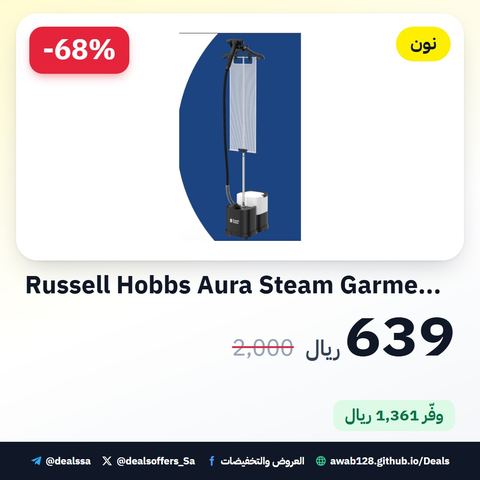 -68%
نون
Russell Hobbs Aura Steam Garme...
639 ريال 2,000
وفّر 1,361 ريال
@dealssa @dealsoffers_Sa العروض والتخفيضات awab128.github.io/Deals